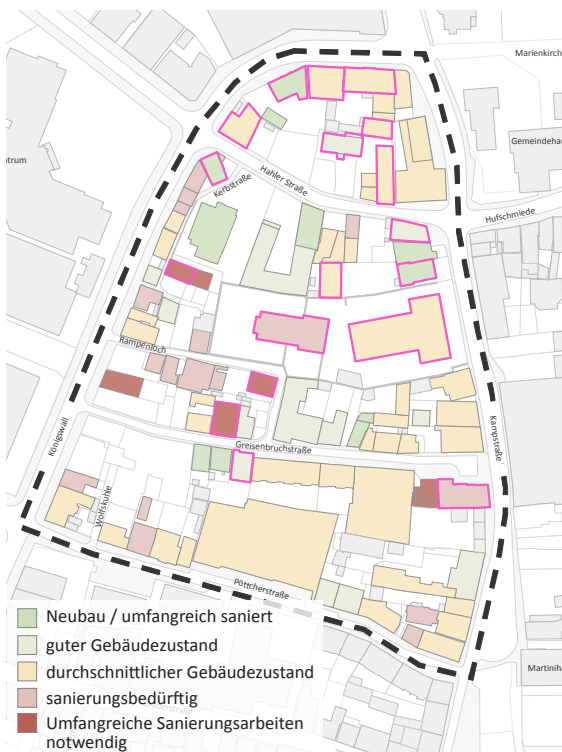 Marienkirch
Gemeindehau
ntrum
Hahler Straße
Kerbstraße
Hufschmiede
Rampenloch
Königswall
Kampstraße
Greisenbruchstraße
Wolfskuhle
Pöttcherstraße
Martiniha
Neubau / umfangreich saniert
guter Gebäudezustand
durchschnittlicher Gebäudezustand
sanierungsbedürftig
Umfangreiche Sanierungsarbeiten
notwendig